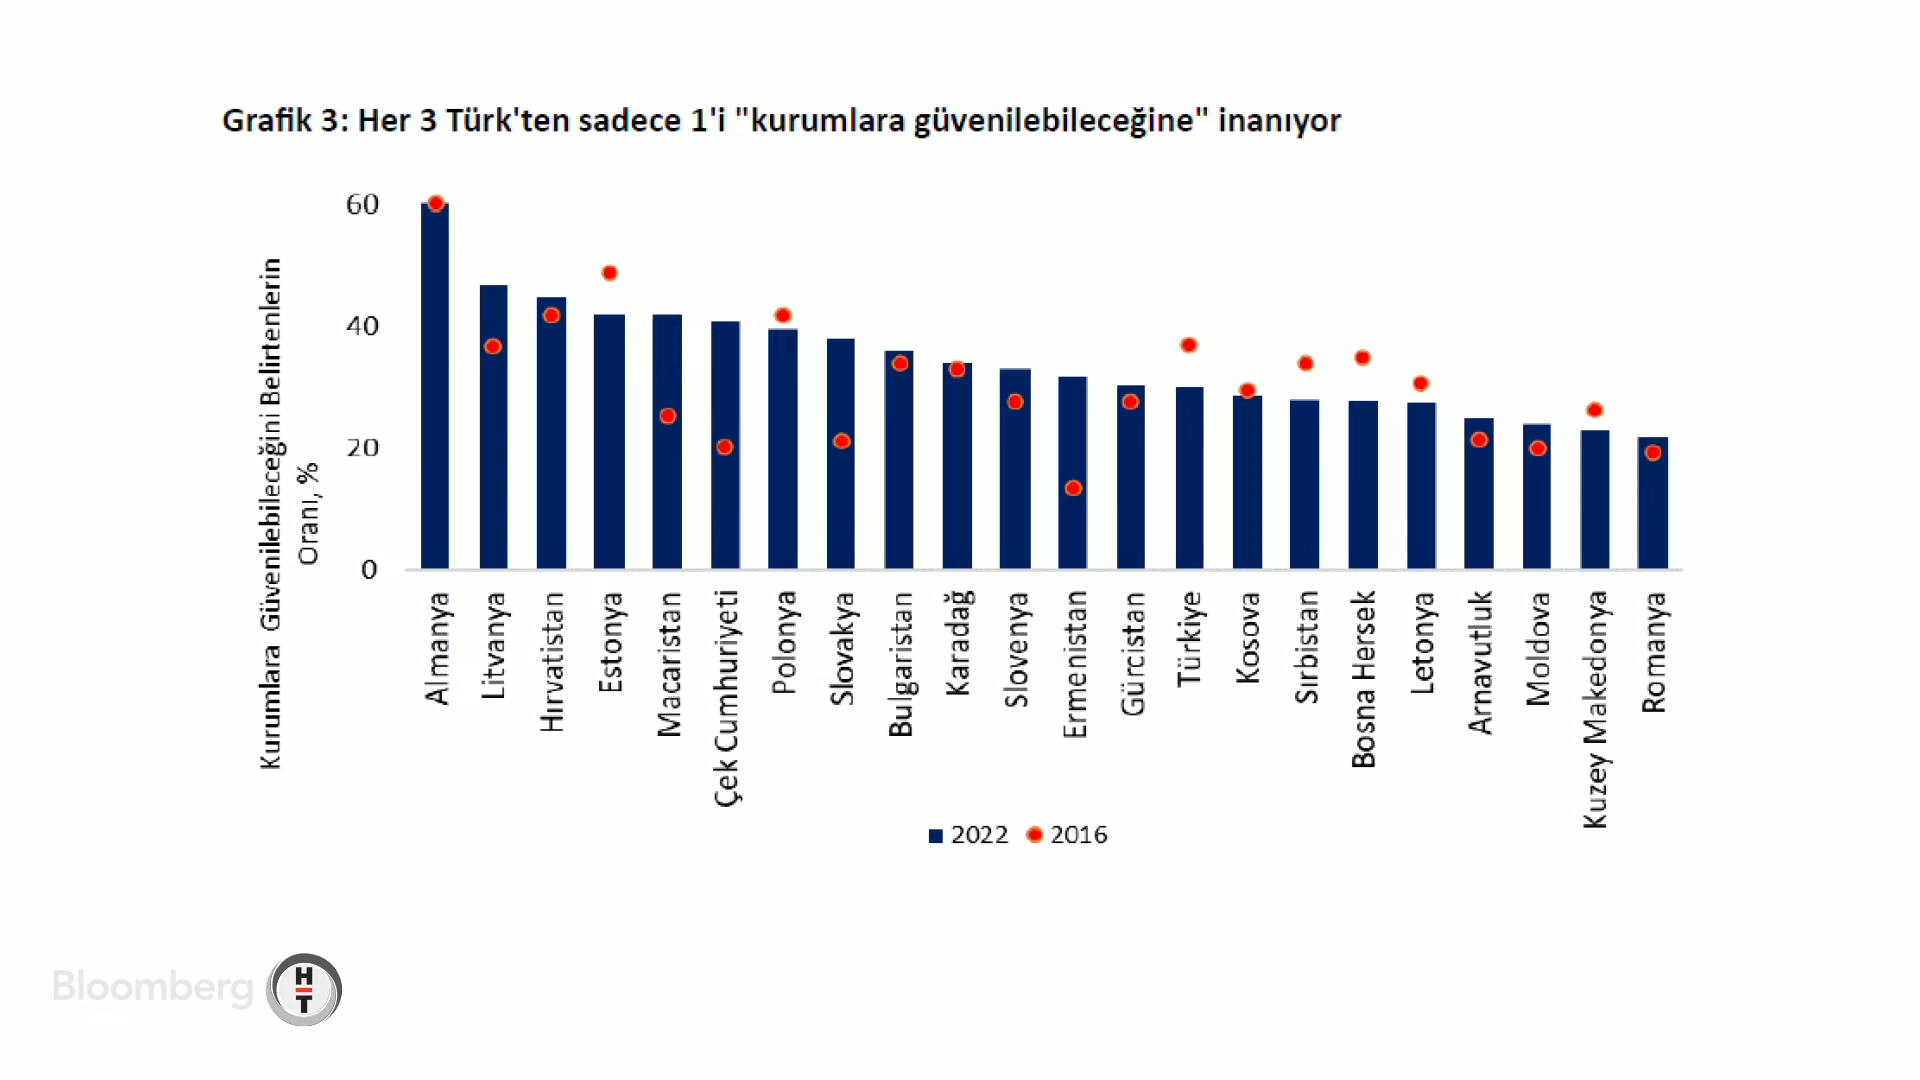 Grafik 3: Her 3 Türk'ten sadece 1'i "kurumlara güvenilebileceğine" inanıyor
Kurumlara Güvenilebileceğini Belirtenlerin
Oranı, %
60
40
20
0
Almanya
Litvanya
Hırvatistan
Estonya
Macaristan
Çek Cumhuriyeti
Polonya
Slovakya
Bulgaristan
Karadağ
Slovenya
Ermenistan
Gürcistan
Türkiye
Kosova
Sırbistan
Bosna Hersek
Letonya
Arnavutluk
Moldova
Kuzey Makedonya
Romanya
2022 2016
Bloomberg HT